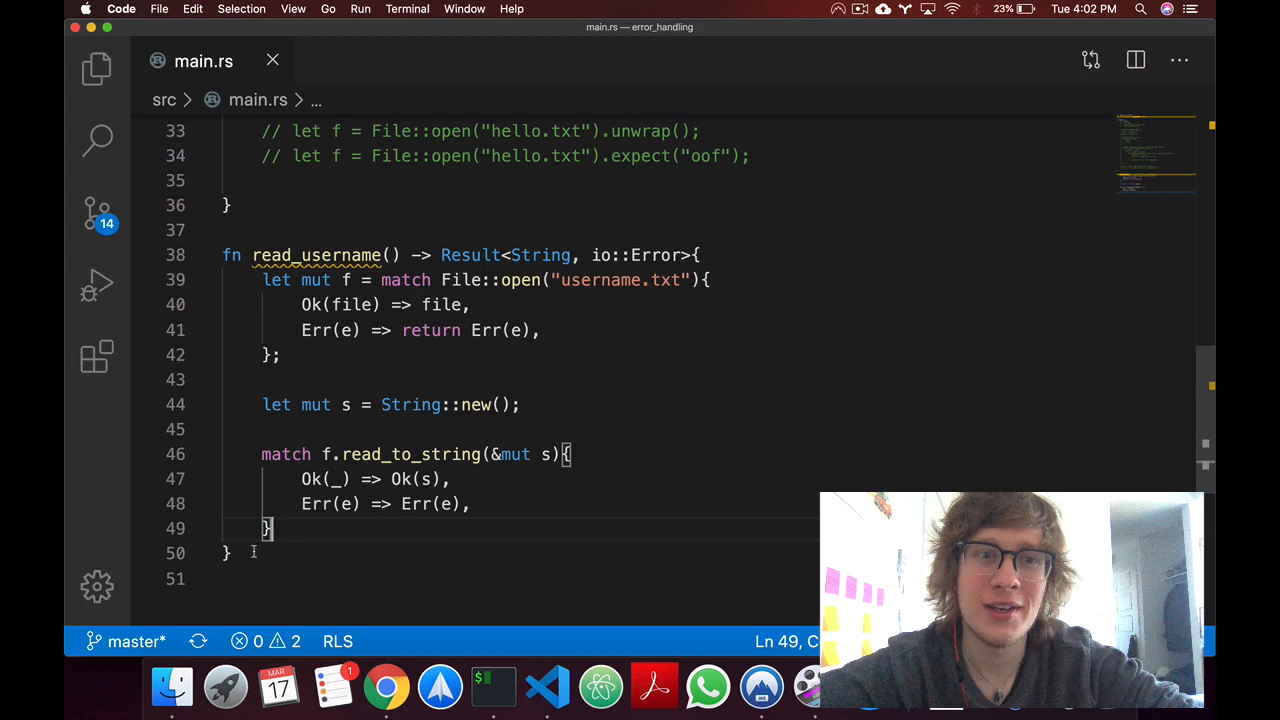 Code File Edit Selection View Go Run Terminal Window Help 23% Tue 4:02 PM
main.rs — error_handling
main.rs
src > main.rs > ...
33 // let f = File::open("hello.txt").unwrap();
34 // let f = File::open("hello.txt").expect("oof");
35
36 }
37
38 fn read_username() -> Result<String, io::Error>{
39 let mut f = match File::open("username.txt"){
40 Ok(file) => file,
41 Err(e) => return Err(e),
42 };
43
44 let mut s = String::new();
45
46 match f.read_to_string(&mut s){
47 Ok(_) => Ok(s),
48 Err(e) => Err(e),
49 }
50 }
51
14
master* 0 2 RLS Ln 49, C
MAR
17
1
$